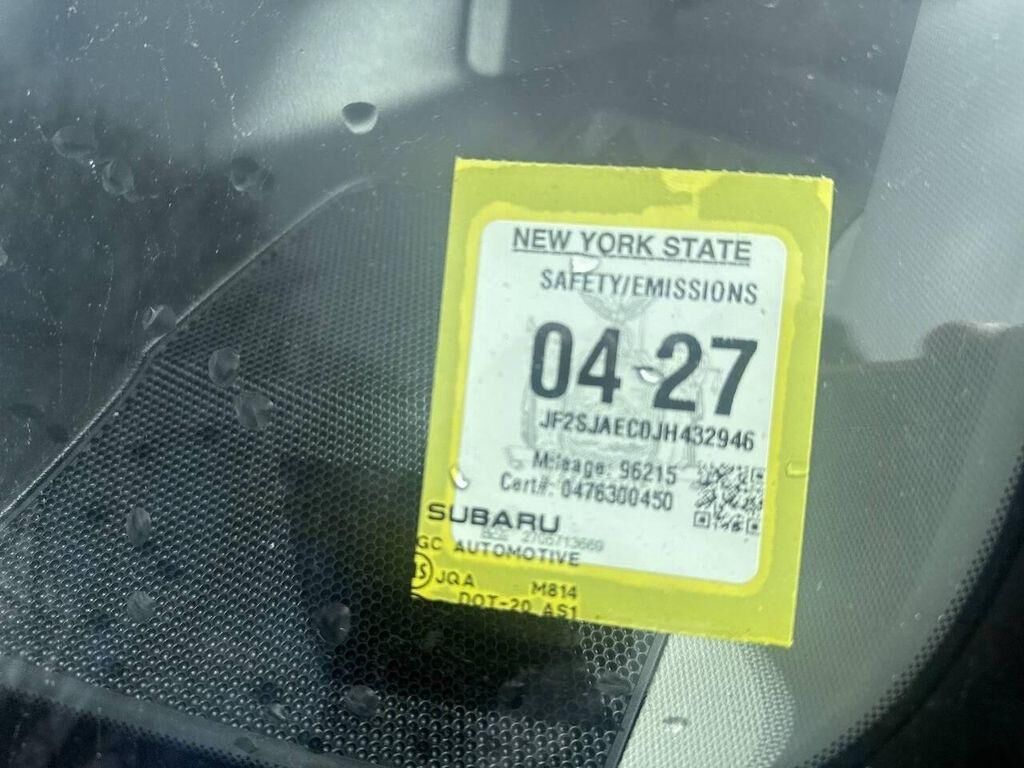 NEW YORK STATE
SAFETY/EMISSIONS
04 27
JF2SJAECDJH432946
Mileage: 96215
Cert#: 0476300450
SUBARU
GC AUTOMOTIVE
JQA M814
DOT-20 AS1